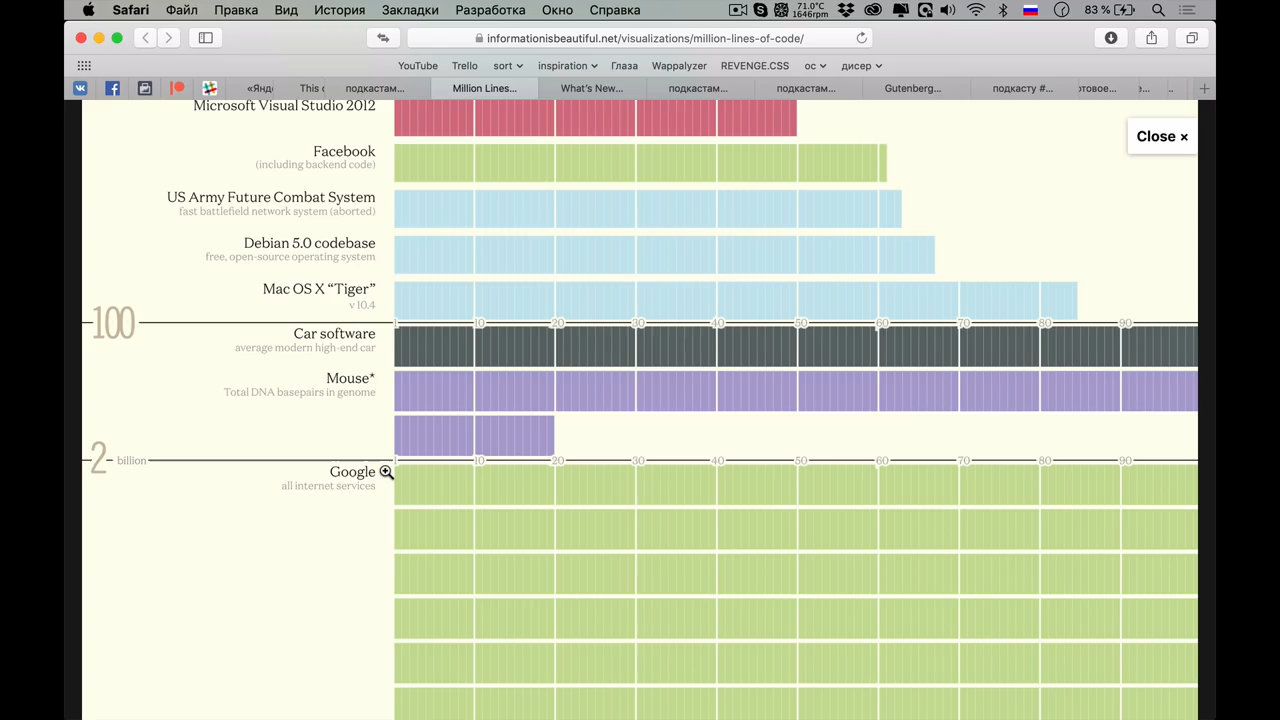 Safari Файл Правка Вид История Закладки Разработка Окно Справка 71.0°C 1646rpm 83 %
informationisbeautiful.net/visualizations/million-lines-of-code/
YouTube Trello sort inspiration Глаза Wappalyzer REVENGE.CSS ос дисер
«Янд This c подкастам... Million Lines... What's New... подкастам... подкастам... Gutenberg... подкасту #... отовое... э... ..
Microsoft Visual Studio 2012
Close ×
Facebook
(including backend code)
US Army Future Combat System
fast battlefield network system (aborted)
Debian 5.0 codebase
free, open-source operating system
Mac OS X “Tiger”
v 10.4
100 1 10 20 30 40 50 60 70 80 90
Car software
average modern high-end car
Mouse*
Total DNA basepairs in genome
2 billion 1 10 20 30 40 50 60 70 80 90
Google
all internet services